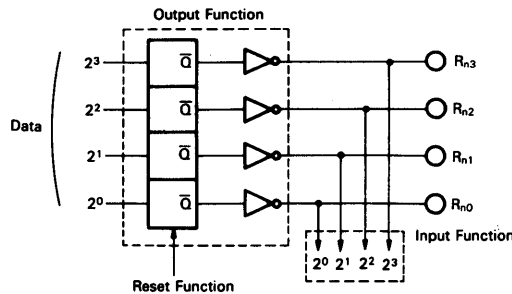 Output Function
2³ Q̅ Rn3
2² Q̅ Rn2
Data
2¹ Q̅ Rn1
2⁰ Q̅ Rn0
Input Function
2⁰ 2¹ 2² 2³
Reset Function